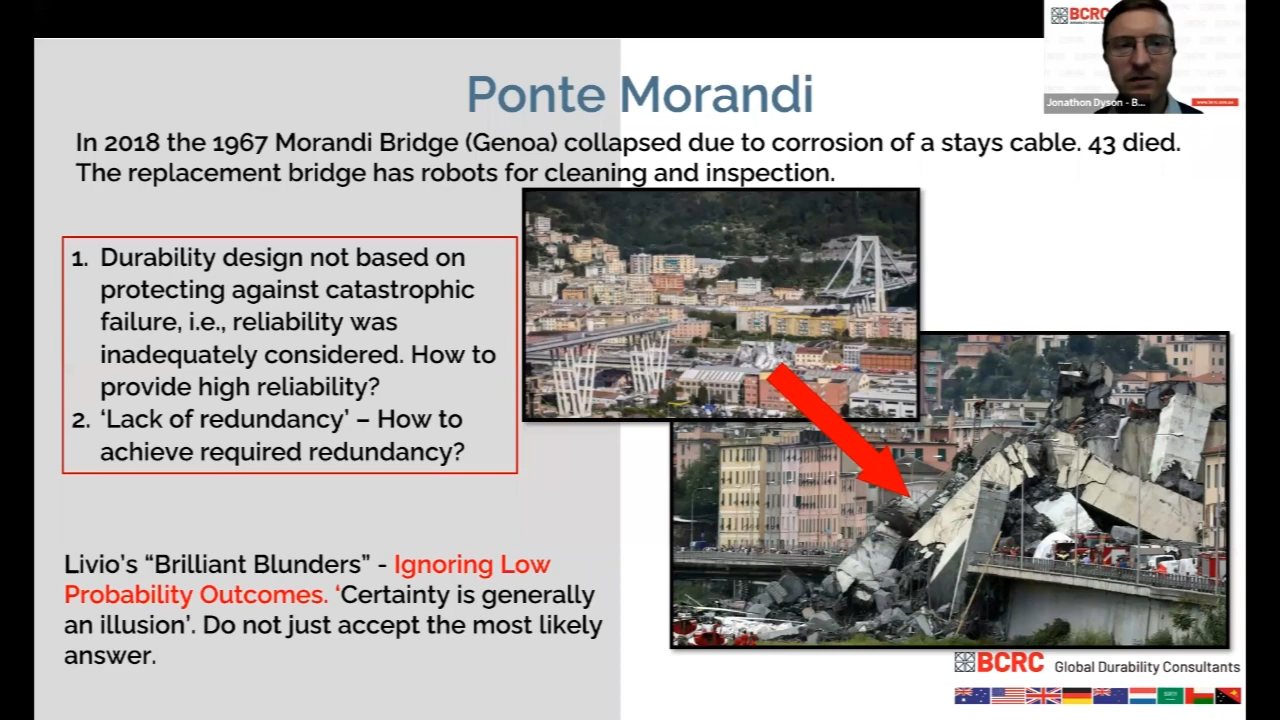 BCRC
Jonathon Dyson - B...
www.bcrc.com.au
Ponte Morandi
In 2018 the 1967 Morandi Bridge (Genoa) collapsed due to corrosion of a stays cable. 43 died.
The replacement bridge has robots for cleaning and inspection.
1. Durability design not based on
protecting against catastrophic
failure, i.e., reliability was
inadequately considered. How to
provide high reliability?
2. ‘Lack of redundancy’ – How to
achieve required redundancy?
Livio’s “Brilliant Blunders” - Ignoring Low
Probability Outcomes. ‘Certainty is generally
an illusion’. Do not just accept the most likely
answer.
BCRC Global Durability Consultants